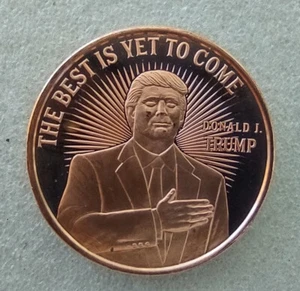 THE BEST IS YET TO COME
DONALD J.
TRUMP